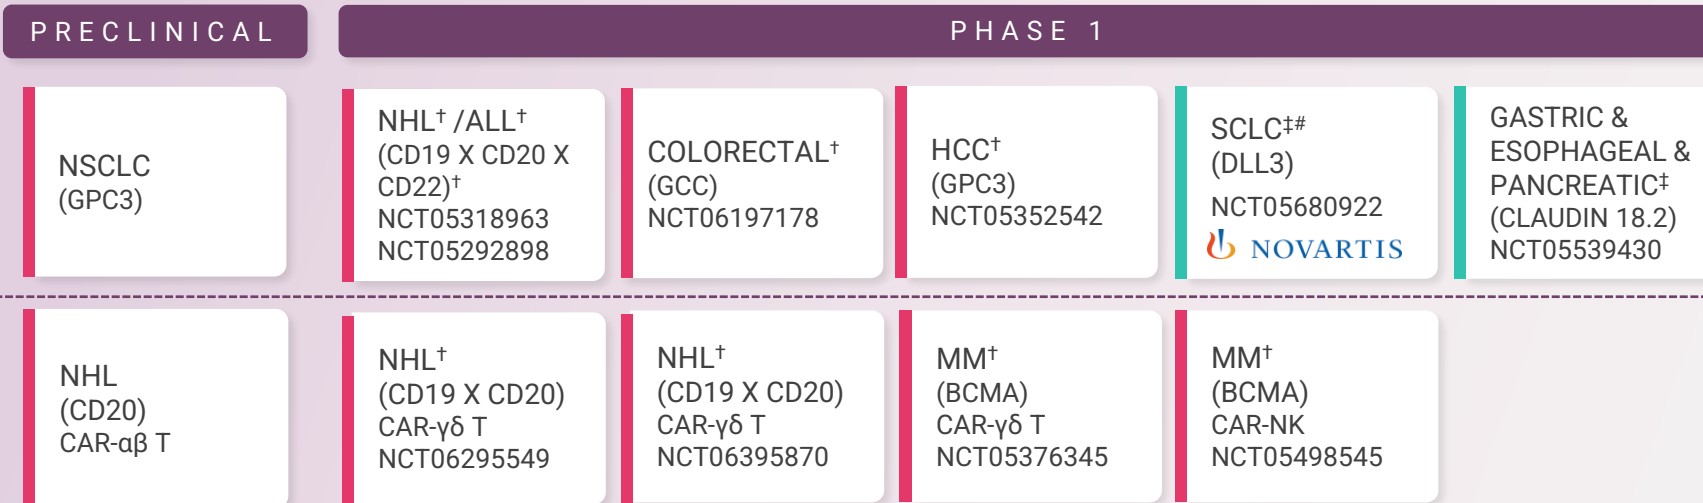 PRECLINICAL
PHASE 1
NSCLC
(GPC3)
NHL† /ALL†
(CD19 X CD20 X
CD22)†
NCT05318963
NCT05292898
COLORECTAL†
(GCC)
NCT06197178
HCC†
(GPC3)
NCT05352542
SCLC‡#
(DLL3)
NCT05680922
NOVARTIS
GASTRIC &
ESOPHAGEAL &
PANCREATIC‡
(CLAUDIN 18.2)
NCT05539430
NHL
(CD20)
CAR-αβ T
NHL†
(CD19 X CD20)
CAR-γδ T
NCT06295549
NHL†
(CD19 X CD20)
CAR-γδ T
NCT06395870
MM†
(BCMA)
CAR-γδ T
NCT05376345
MM†
(BCMA)
CAR-NK
NCT05498545